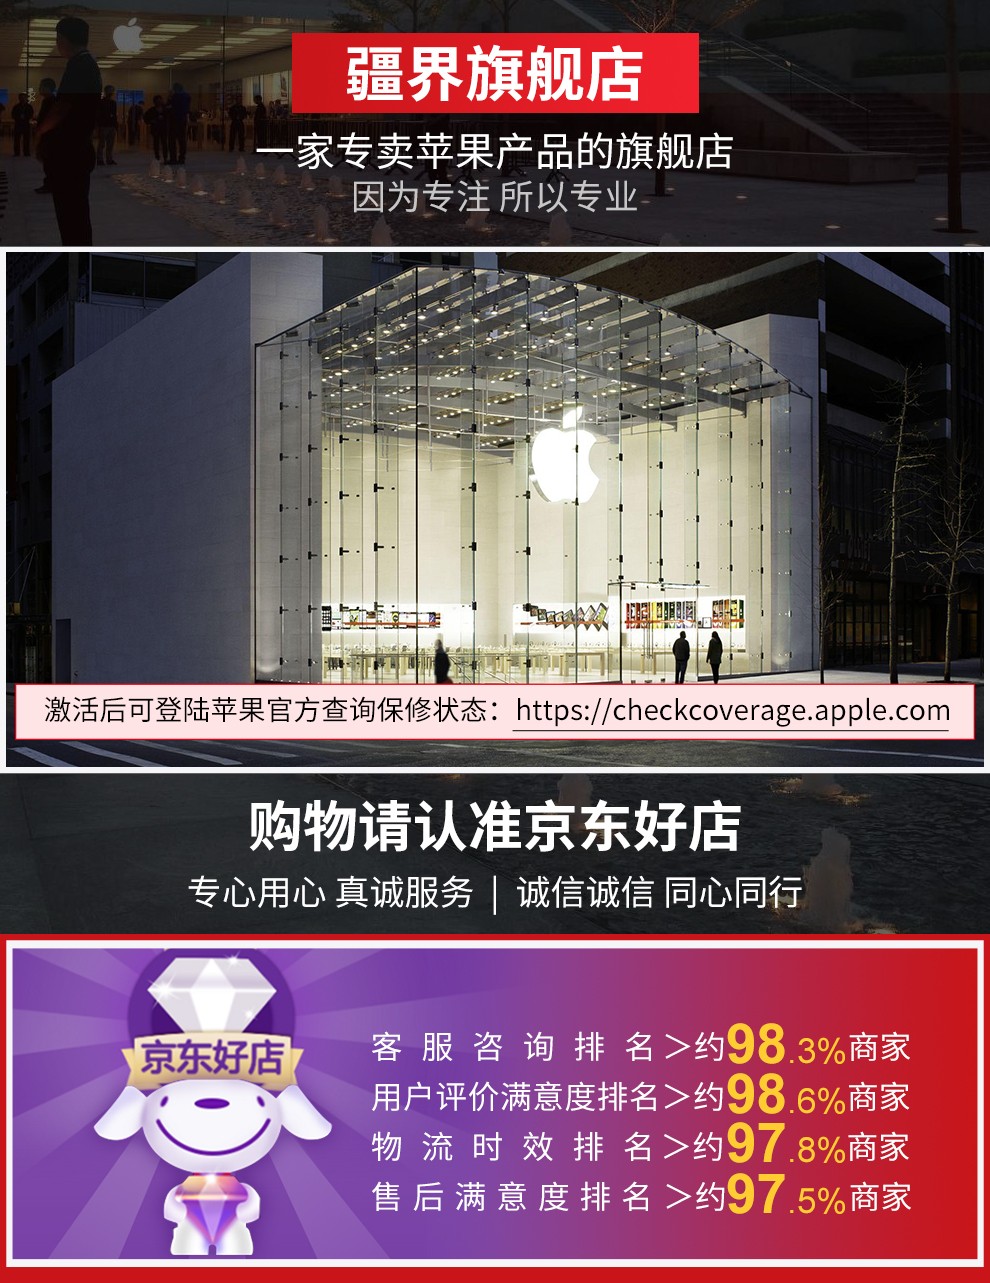 疆界旗舰店
一家专卖苹果产品的旗舰店
因为专注 所以专业
激活后可登陆苹果官方查询保修状态：https://checkcoverage.apple.com
购物请认准京东好店
专心用心 真诚服务 | 诚信诚信 同心同行
京东好店
客服咨询排名＞约98.3%商家
用户评价满意度排名＞约98.6%商家
物流时效排名＞约97.8%商家
售后满意度排名＞约97.5%商家